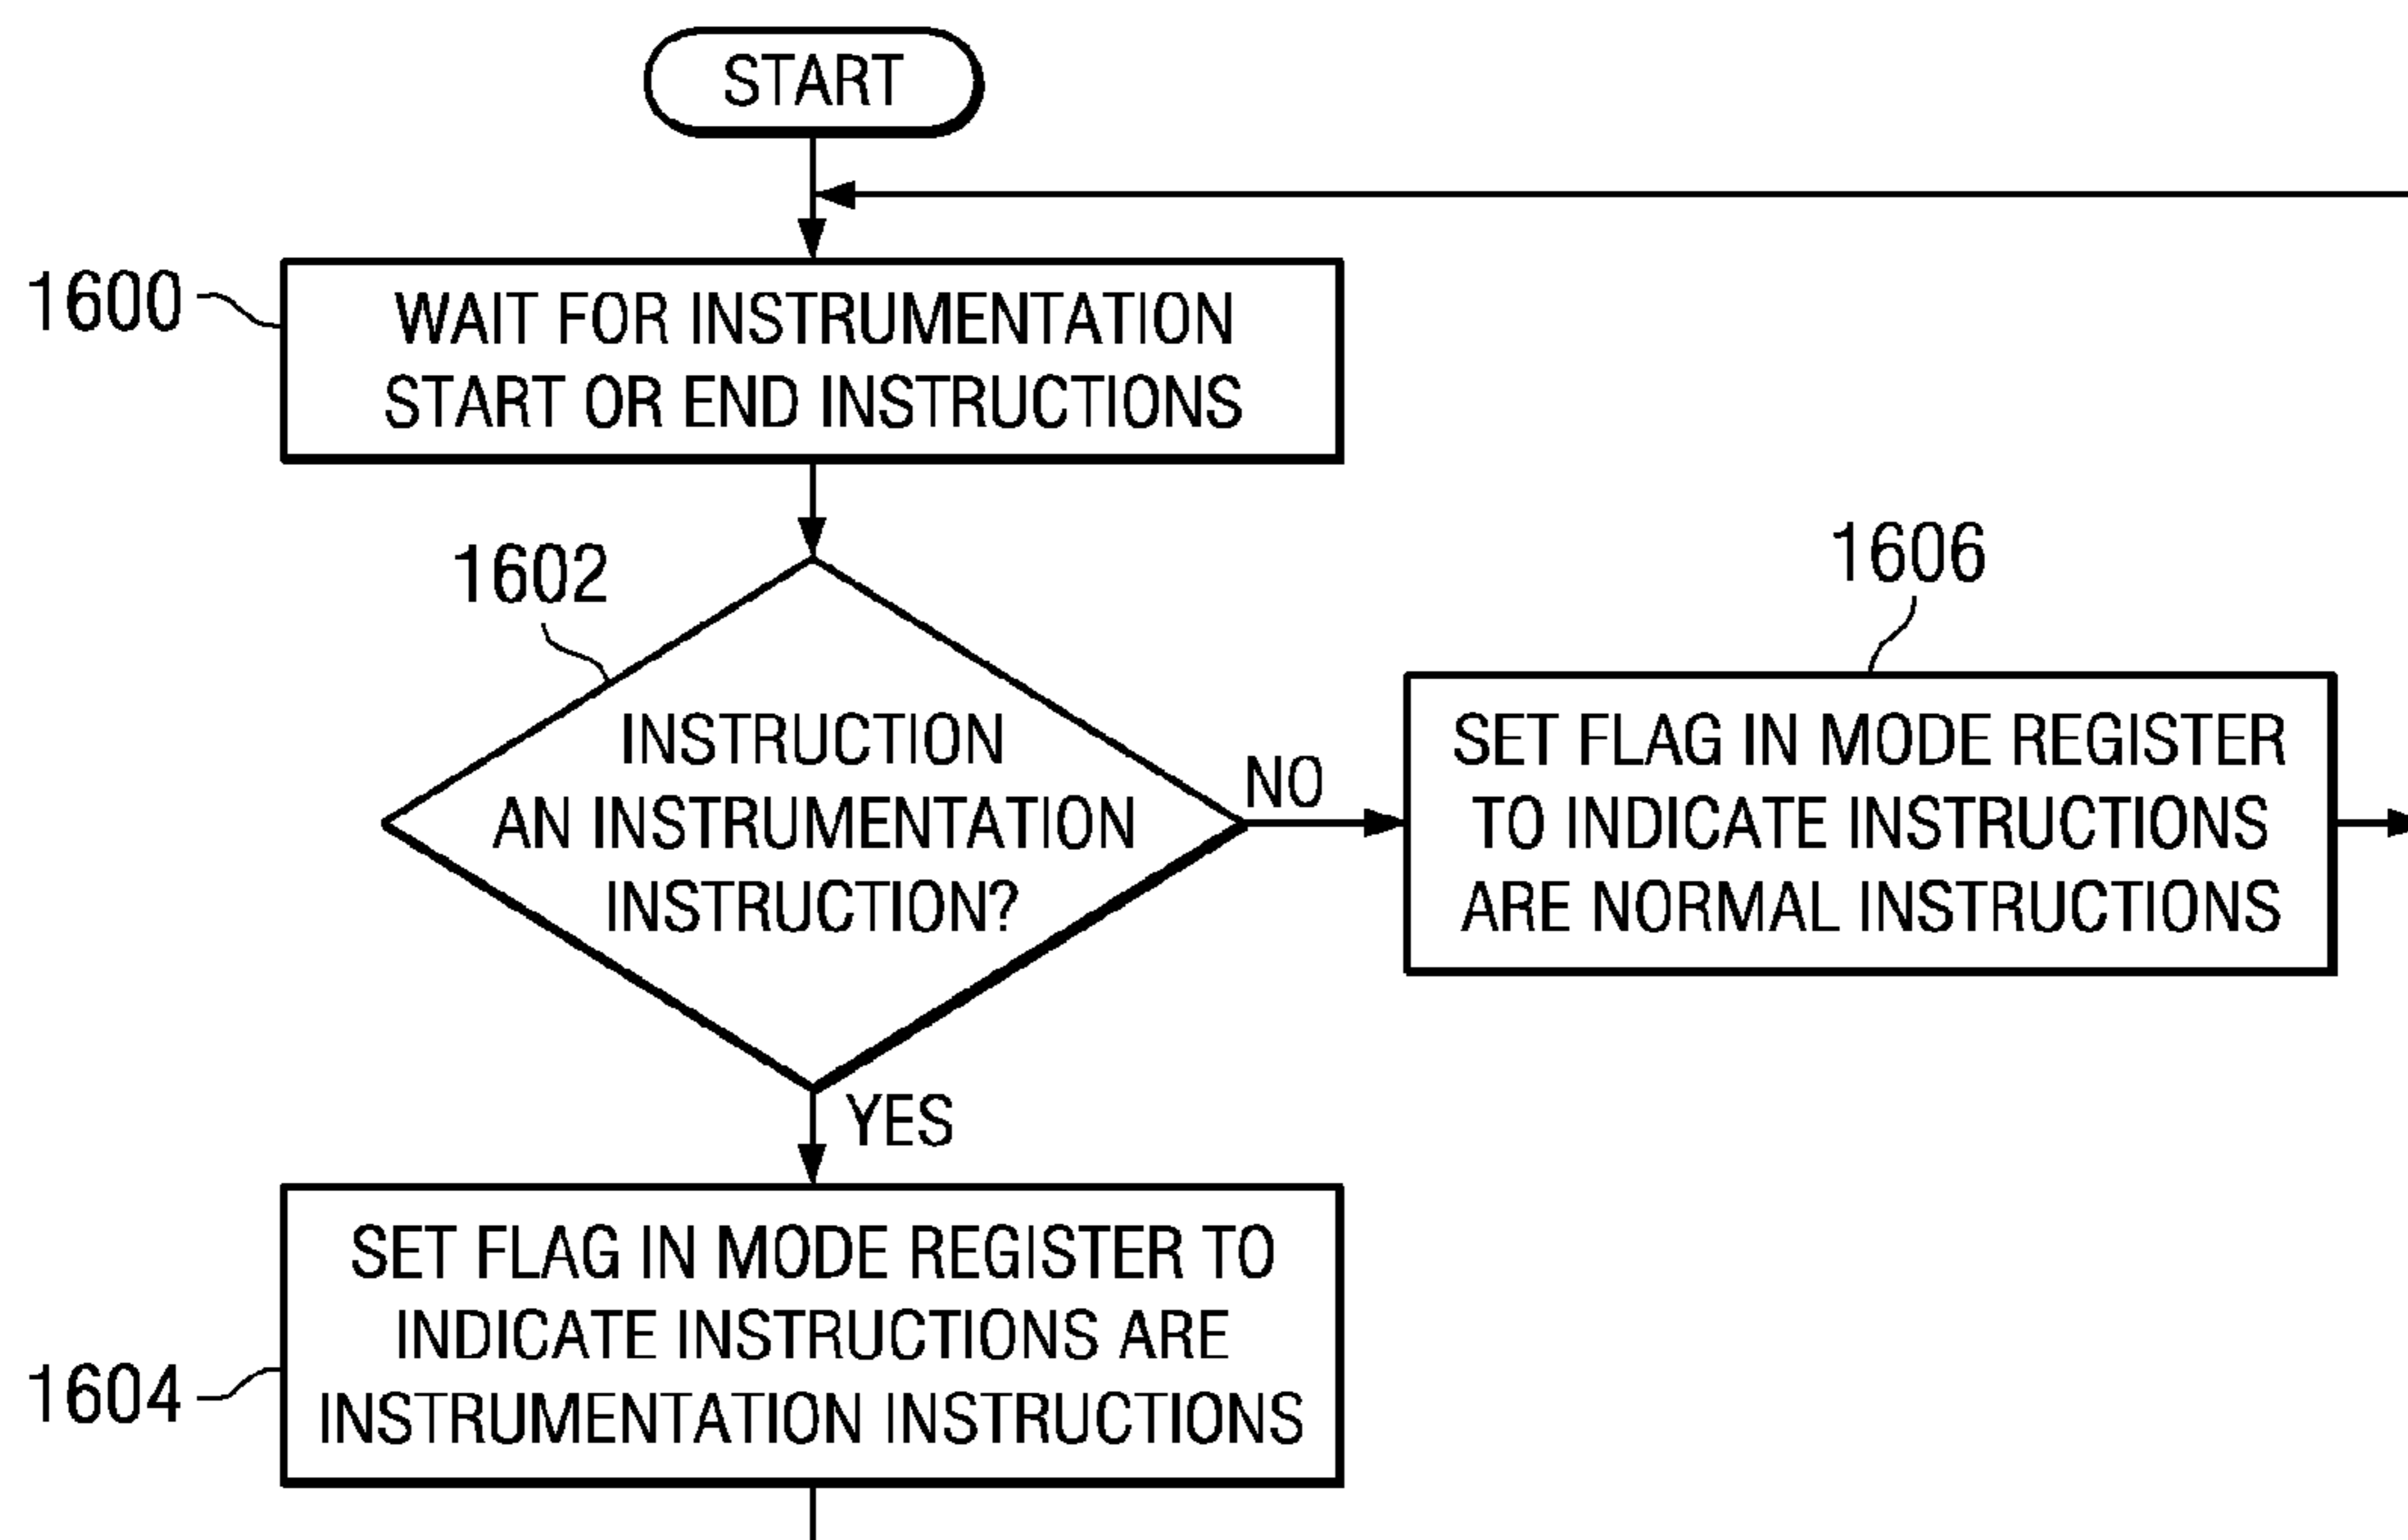 START
1600
WAIT FOR INSTRUMENTATION
START OR END INSTRUCTIONS
1602
INSTRUCTION
AN INSTRUMENTATION
INSTRUCTION?
NO
1606
SET FLAG IN MODE REGISTER
TO INDICATE INSTRUCTIONS
ARE NORMAL INSTRUCTIONS
YES
1604
SET FLAG IN MODE REGISTER TO
INDICATE INSTRUCTIONS ARE
INSTRUMENTATION INSTRUCTIONS